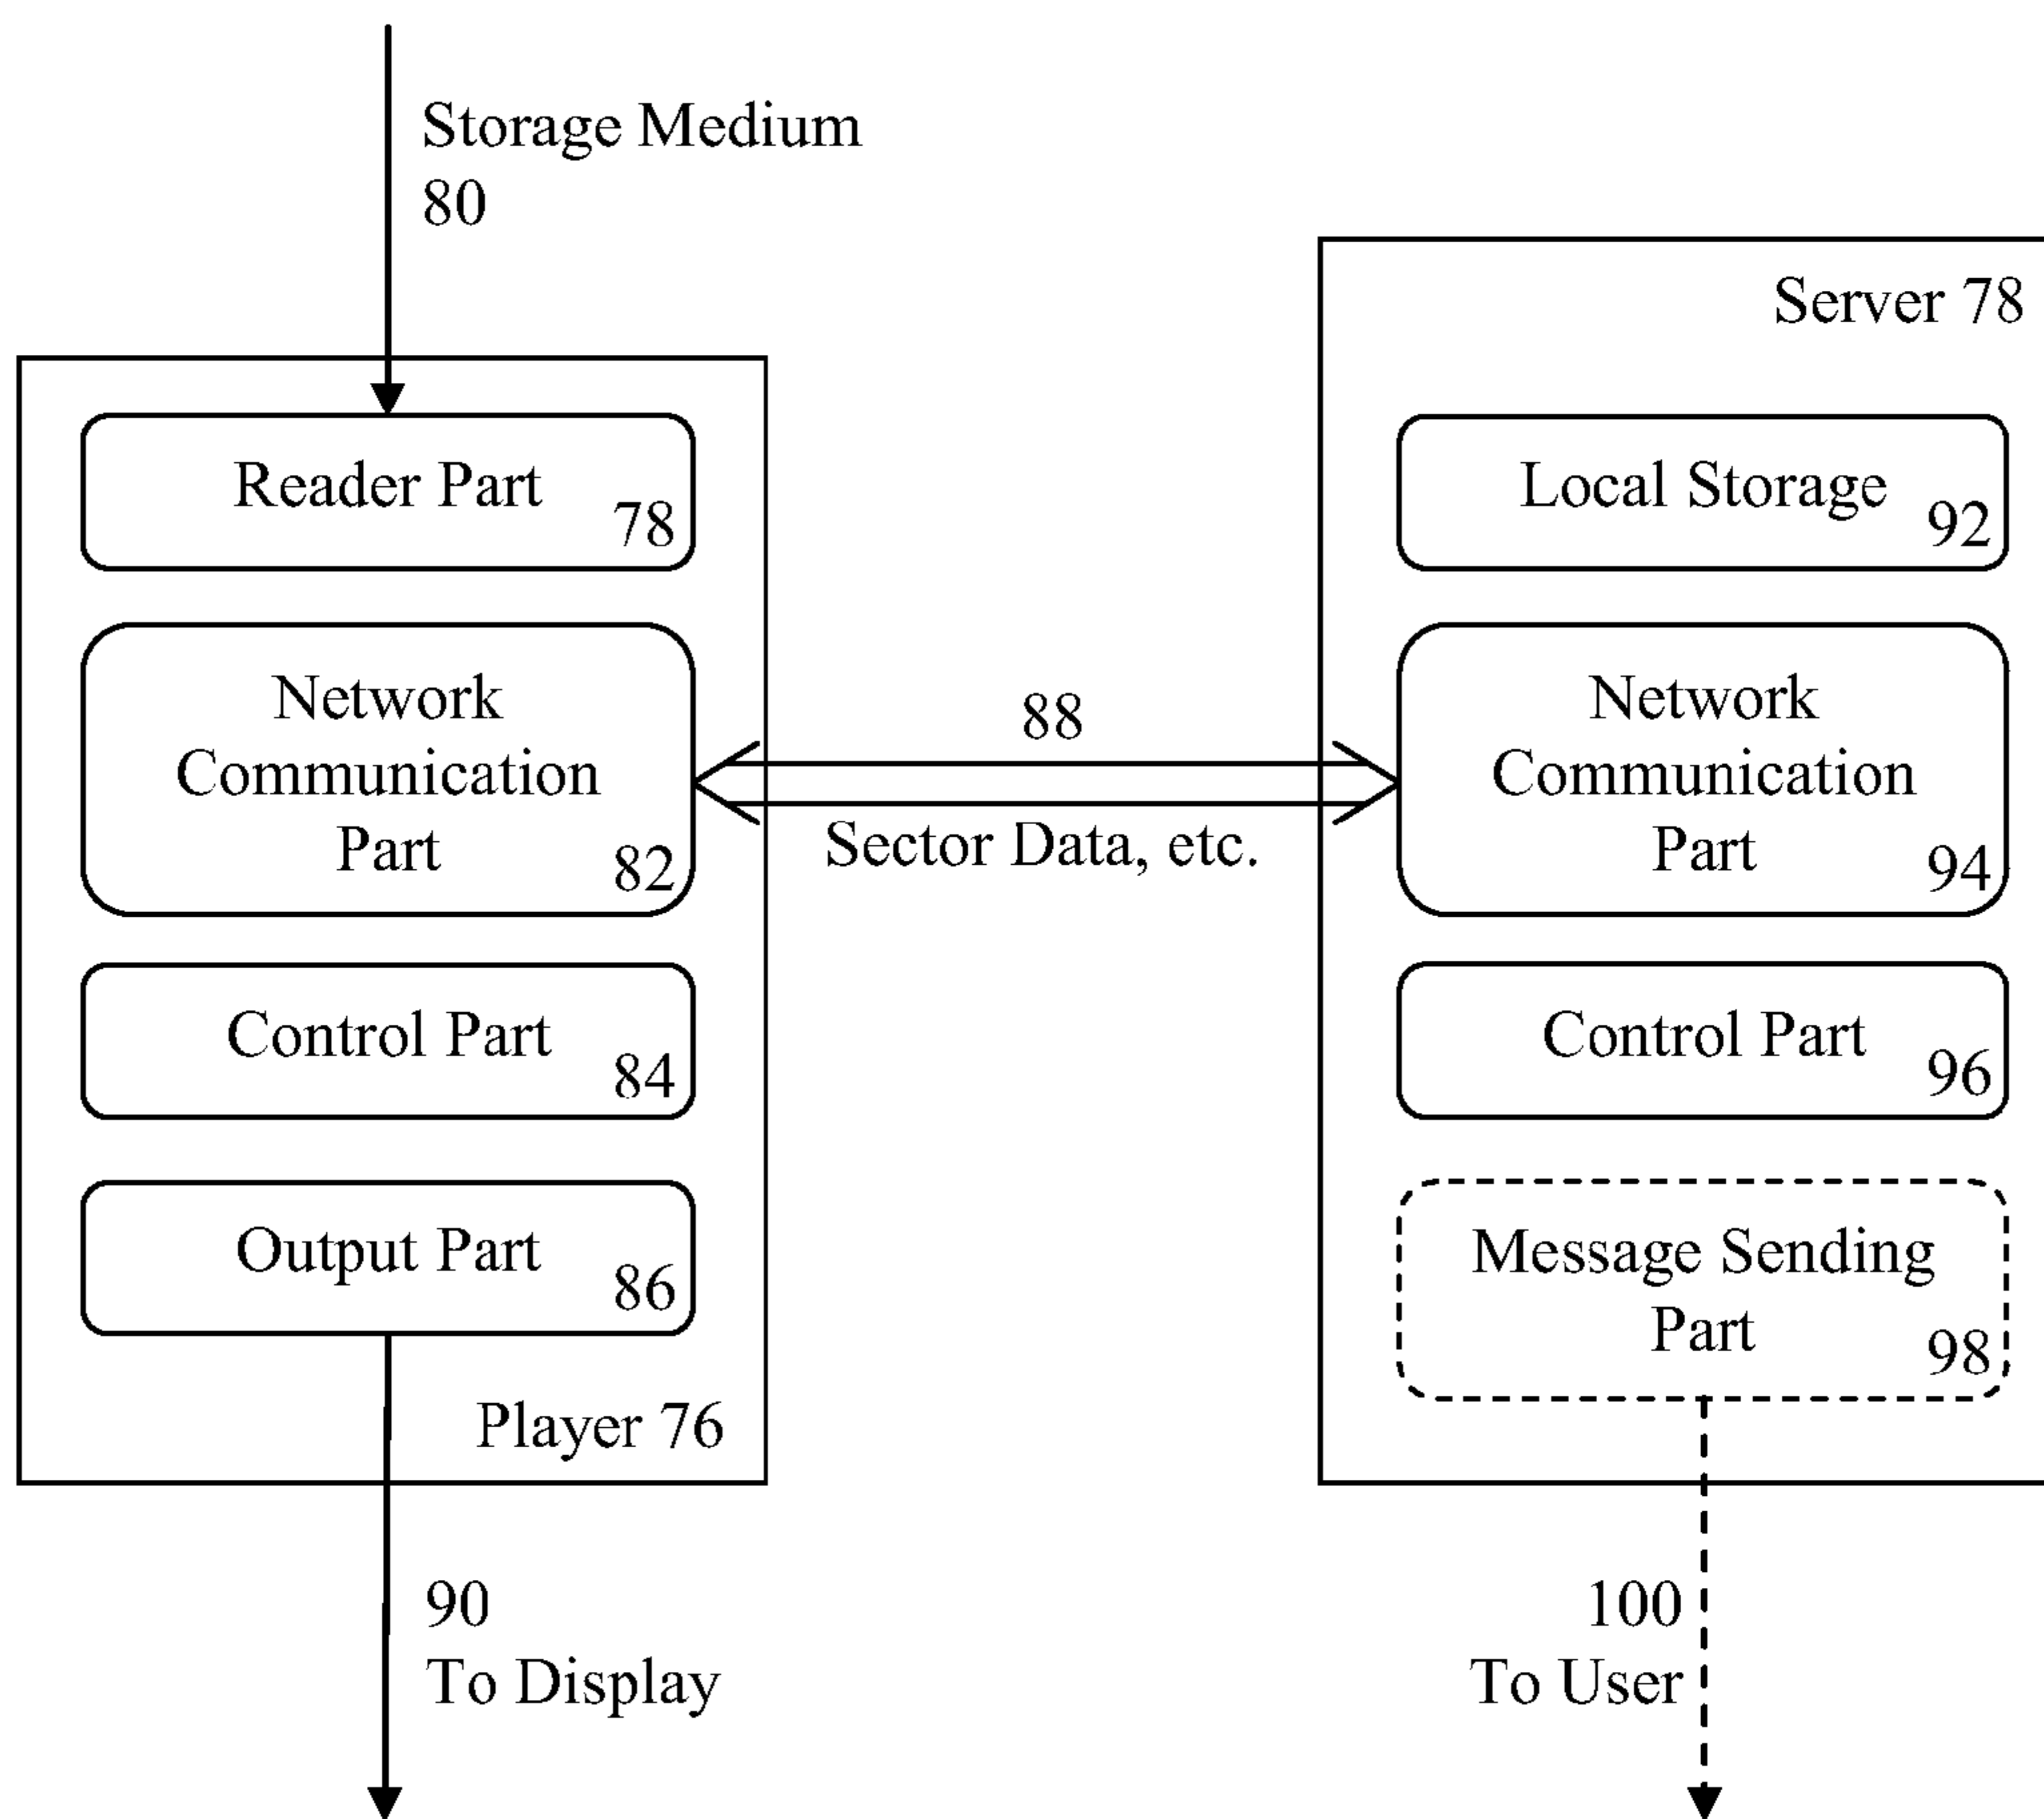 Storage Medium
80
Server 78
Reader Part
78
Local Storage
92
Network
Communication
Part
82
88
Sector Data, etc.
Network
Communication
Part
94
Control Part
84
Control Part
96
Output Part
86
Message Sending
Part
98
Player 76
90
To Display
100
To User